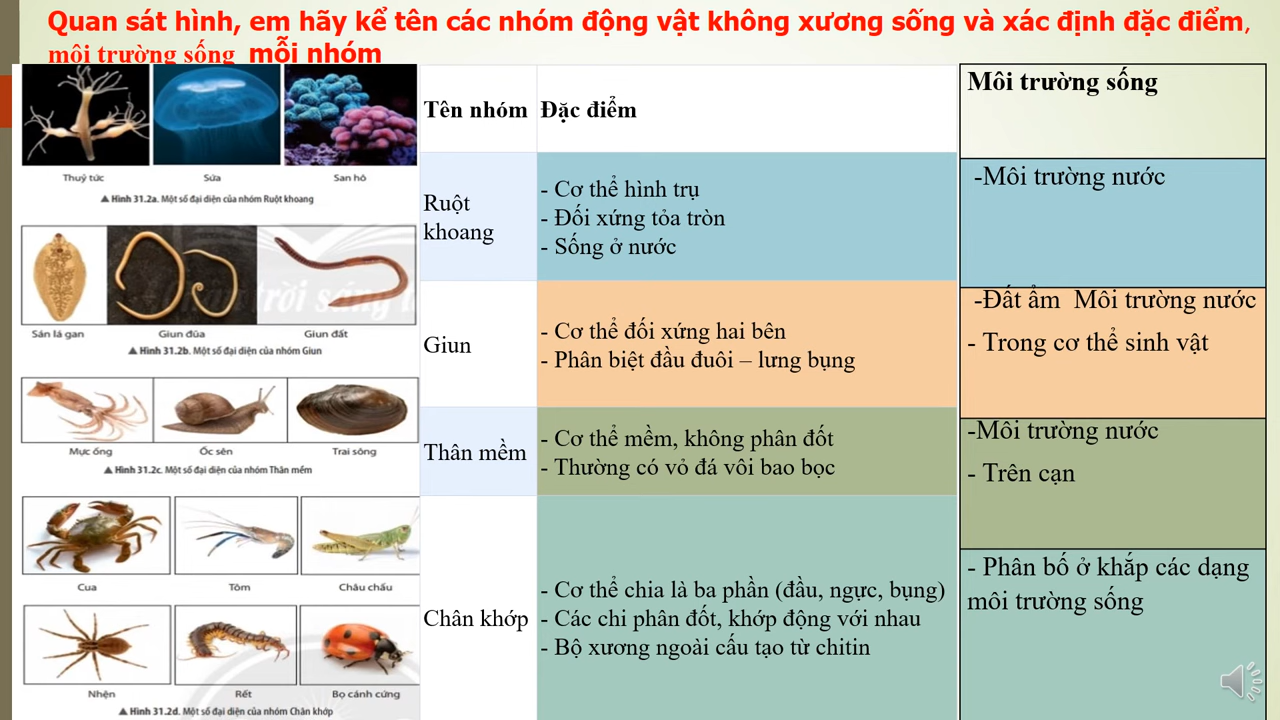 Quan sát hình, em hãy kể tên các nhóm động vật không xương sống và xác định đặc điểm,
môi trường sống mỗi nhóm
Thuỷ tức
Sứa
San hô
▲ Hình 31.2a. Một số đại diện của nhóm Ruột khoang
Sán lá gan
Giun đũa
Giun đất
▲ Hình 31.2b. Một số đại diện của nhóm Giun
Mực ống
Ốc sên
Trai sông
▲ Hình 31.2c. Một số đại diện của nhóm Thân mềm
Cua
Tôm
Châu chấu
Nhện
Rết
Bọ cánh cứng
▲ Hình 31.2d. Một số đại diện của nhóm Chân khớp
Tên nhóm
Đặc điểm
Môi trường sống
Ruột
khoang
- Cơ thể hình trụ
- Đối xứng tỏa tròn
- Sống ở nước
-Môi trường nước
Giun
- Cơ thể đối xứng hai bên
- Phân biệt đầu đuôi – lưng bụng
-Đất ẩm Môi trường nước
- Trong cơ thể sinh vật
Thân mềm
- Cơ thể mềm, không phân đốt
- Thường có vỏ đá vôi bao bọc
-Môi trường nước
- Trên cạn
Chân khớp
- Cơ thể chia là ba phần (đầu, ngực, bụng)
- Các chi phân đốt, khớp động với nhau
- Bộ xương ngoài cấu tạo từ chitin
- Phân bố ở khắp các dạng
môi trường sống